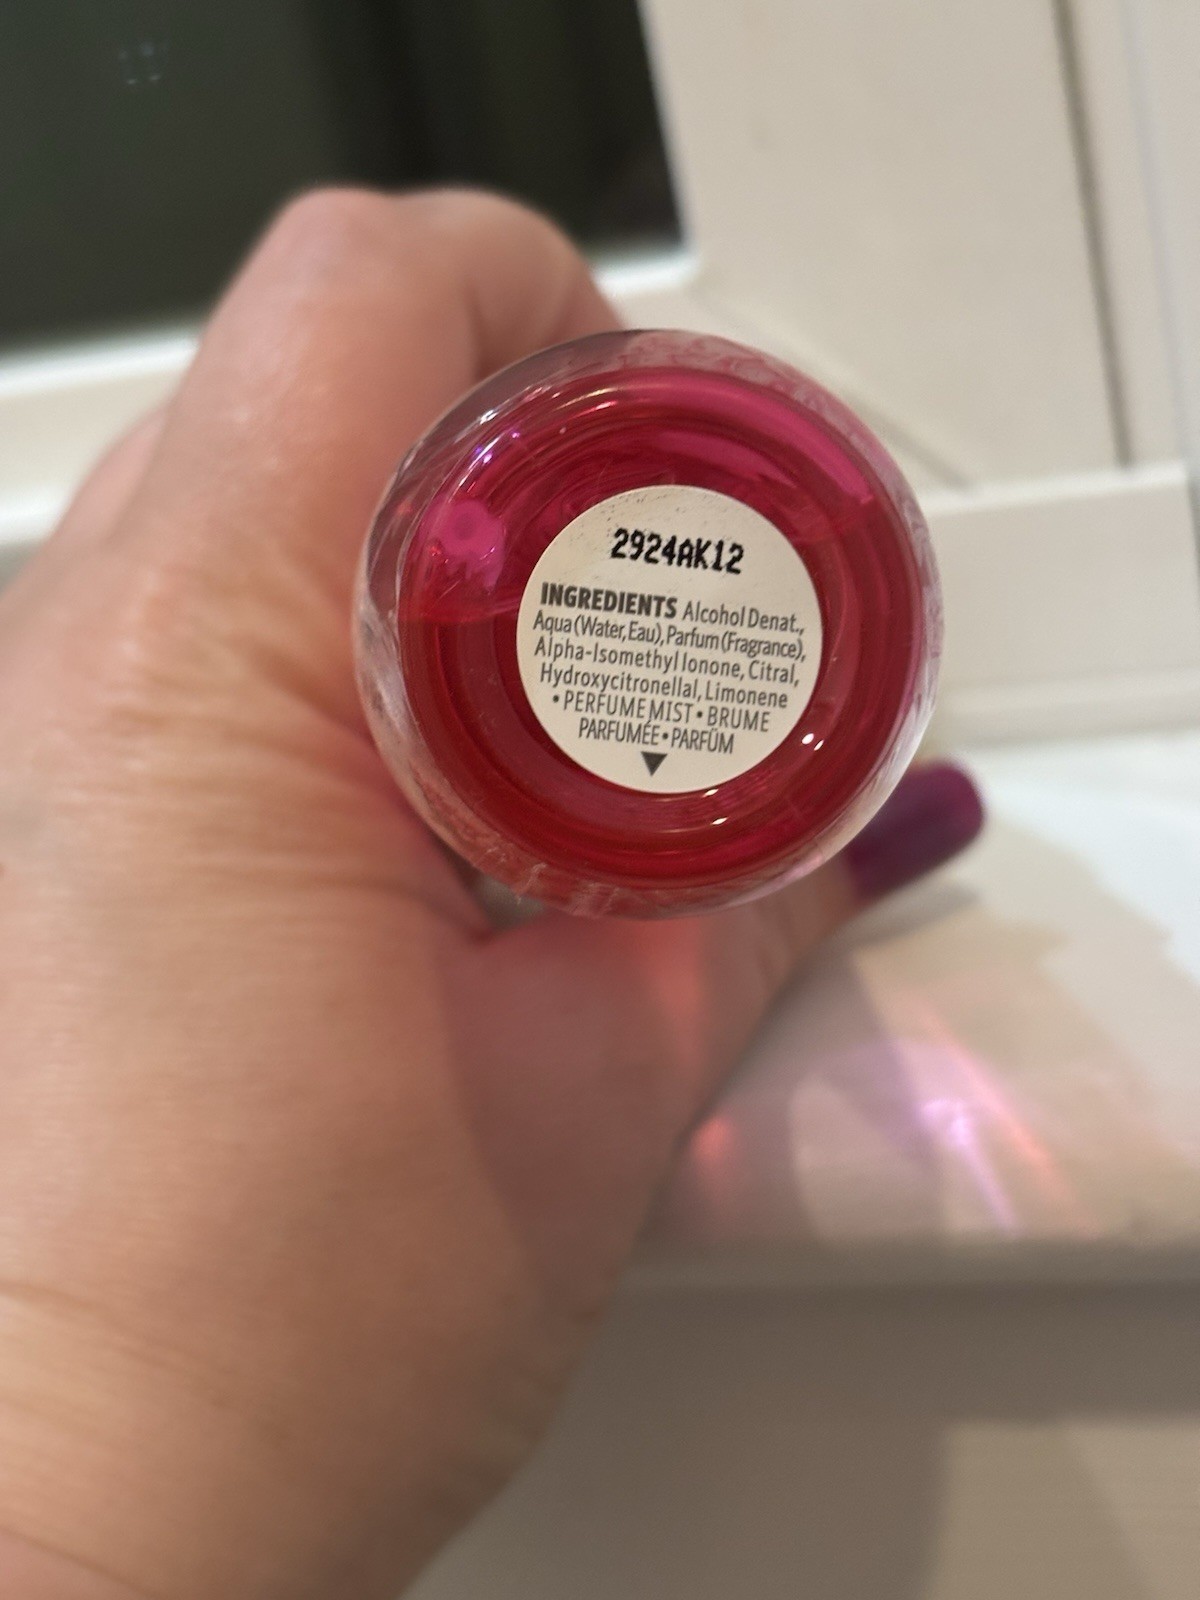 2924AK12
INGREDIENTS Alcohol Denat.,
Aqua (Water, Eau), Parfum (Fragrance),
Alpha-Isomethyl Ionone, Citral,
Hydroxycitronellal, Limonene
• PERFUME MIST • BRUME
PARFUMÉE • PARFÜM